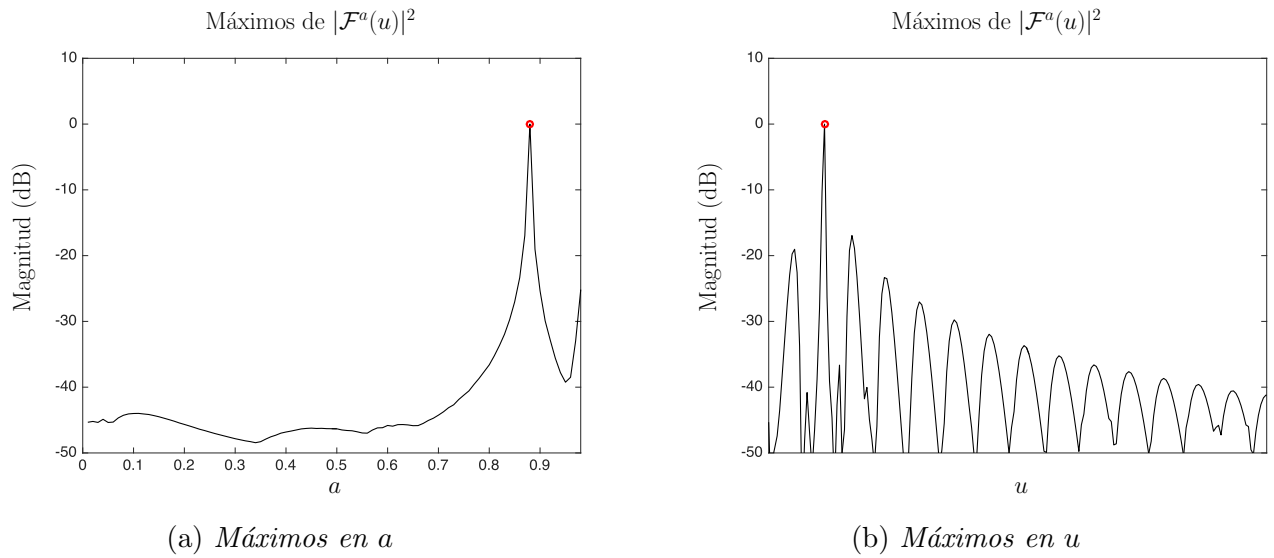 Máximos de |𝓕ᵃ(u)|²
10
0
-10
-20
-30
-40
-50
Magnitud (dB)
0 0.1 0.2 0.3 0.4 0.5 0.6 0.7 0.8 0.9
a
(a) Máximos en a
Máximos de |𝓕ᵃ(u)|²
10
0
-10
-20
-30
-40
-50
Magnitud (dB)
u
(b) Máximos en u